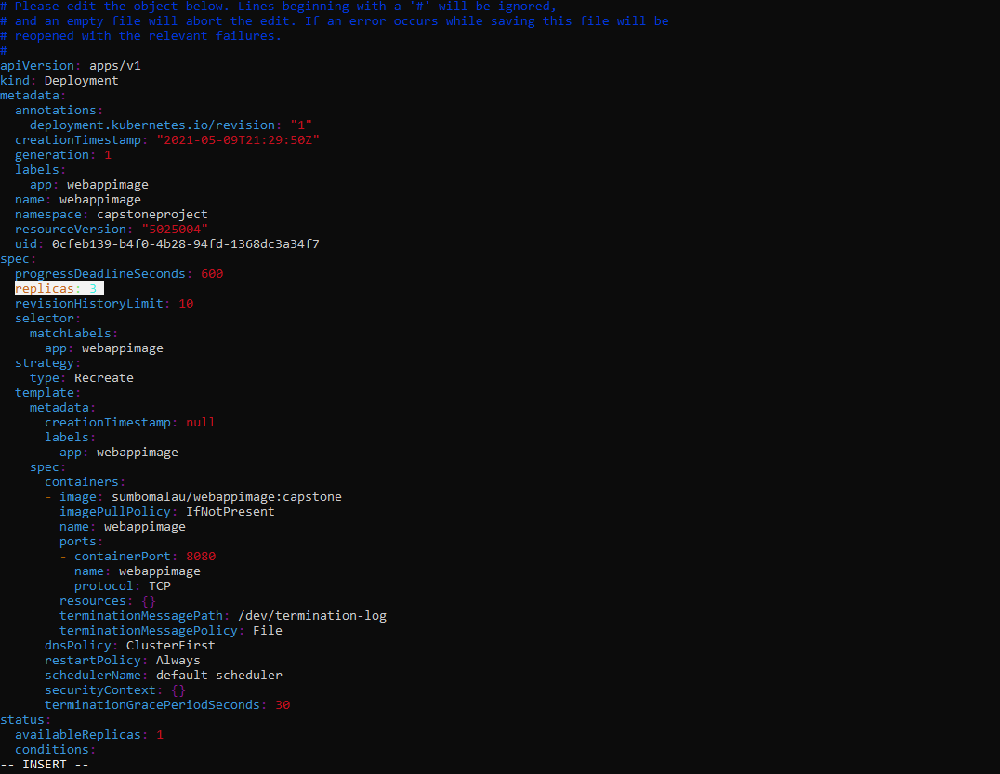 # Please edit the object below. Lines beginning with a '#' will be ignored,
# and an empty file will abort the edit. If an error occurs while saving this file will be
# reopened with the relevant failures.
#
apiVersion: apps/v1
kind: Deployment
metadata:
  annotations:
    deployment.kubernetes.io/revision: "1"
  creationTimestamp: "2021-05-09T21:29:50Z"
  generation: 1
  labels:
    app: webappimage
  name: webappimage
  namespace: capstoneproject
  resourceVersion: "5025004"
  uid: 0cfeb139-b4f0-4b28-94fd-1368dc3a34f7
spec:
  progressDeadlineSeconds: 600
  replicas: 3
  revisionHistoryLimit: 10
  selector:
    matchLabels:
      app: webappimage
  strategy:
    type: Recreate
  template:
    metadata:
      creationTimestamp: null
      labels:
        app: webappimage
    spec:
      containers:
      - image: sumbomalau/webappimage:capstone
        imagePullPolicy: IfNotPresent
        name: webappimage
        ports:
        - containerPort: 8080
          name: webappimage
          protocol: TCP
        resources: {}
        terminationMessagePath: /dev/termination-log
        terminationMessagePolicy: File
      dnsPolicy: ClusterFirst
      restartPolicy: Always
      schedulerName: default-scheduler
      securityContext: {}
      terminationGracePeriodSeconds: 30
status:
  availableReplicas: 1
  conditions:
-- INSERT --